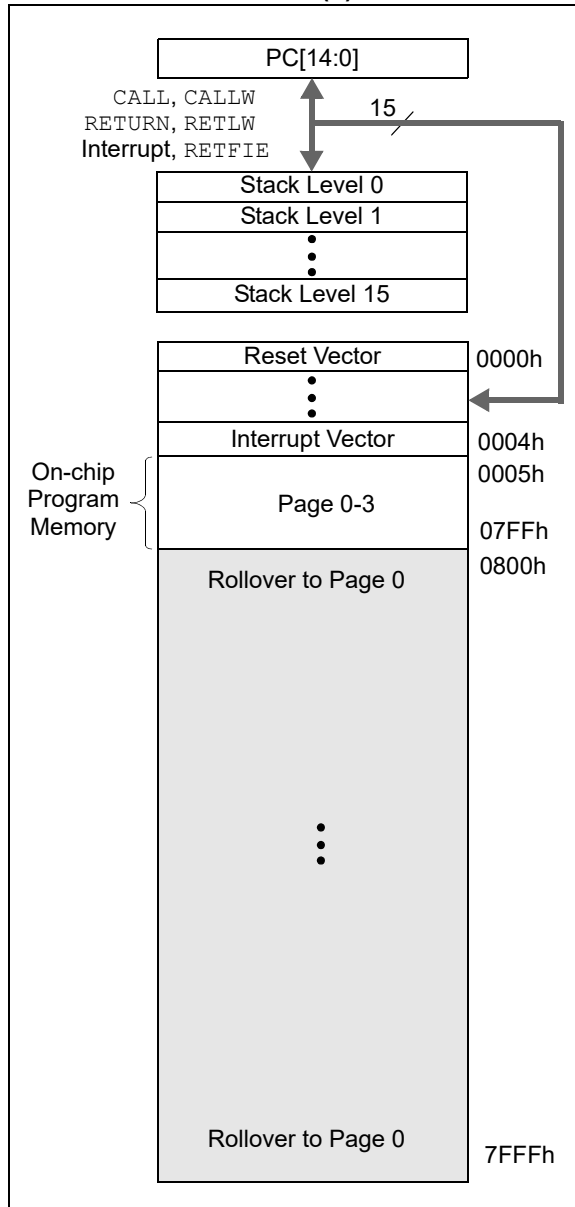 PC[14:0]
CALL, CALLW
RETURN, RETLW
Interrupt, RETFIE
15
Stack Level 0
Stack Level 1
Stack Level 15
Reset Vector
0000h
Interrupt Vector
0004h
On-chip
Program
Memory
Page 0-3
0005h
07FFh
Rollover to Page 0
0800h
Rollover to Page 0
7FFFh